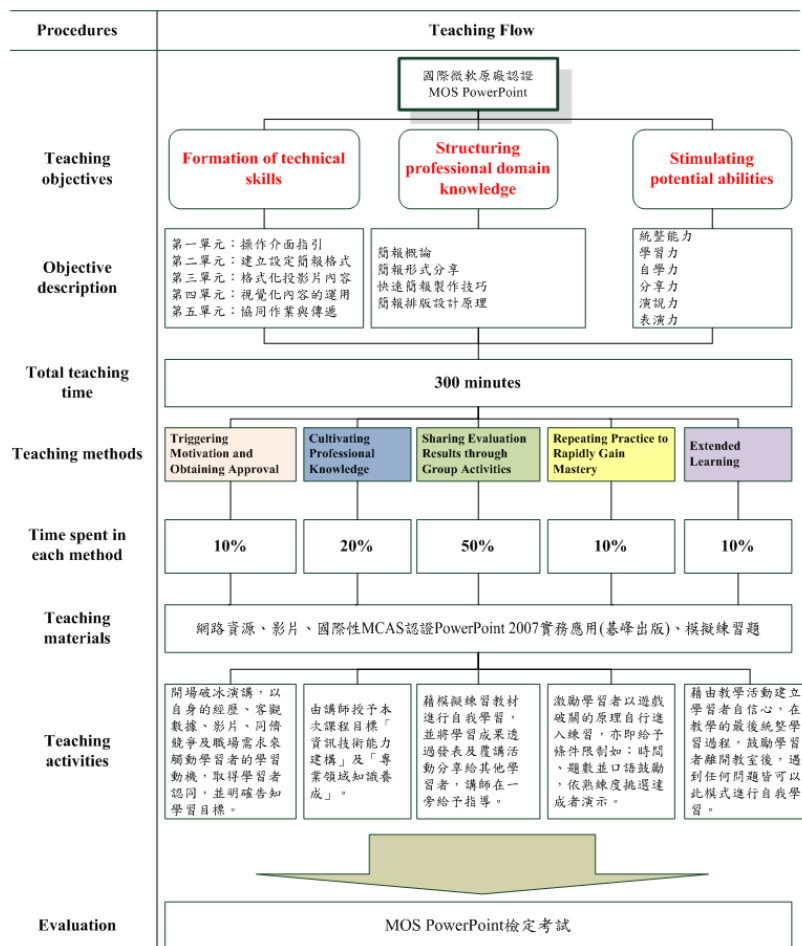 Procedures
Teaching Flow
國際微軟原廠認證
MOS PowerPoint
Teaching
objectives
Formation of technical
skills
Structuring
professional domain
knowledge
Stimulating
potential abilities
Objective
description
第一單元：操作介面指引
第二單元：建立設定簡報格式
第三單元：格式化投影片內容
第四單元：視覺化內容的運用
第五單元：協同作業與傳遞
簡報概論
簡報形式分享
快速簡報製作技巧
簡報排版設計原理
統整能力
學習力
自學力
分享力
演說力
表演力
Total teaching
time
300 minutes
Teaching methods
Triggering
Motivation and
Obtaining Approval
Cultivating
Professional
Knowledge
Sharing Evaluation
Results through
Group Activities
Repeating Practice to
Rapidly Gain
Mastery
Extended
Learning
Time spent in
each method
10%
20%
50%
10%
10%
Teaching
materials
網路資源、影片、國際性MCAS認證PowerPoint 2007實務應用(碁峰出版)、模擬練習題
Teaching
activities
開場破冰演講，以
自身的經歷、客觀
數據、影片、同儕
競爭及職場需求來
觸動學習者的學習
動機，取得學習者
認同，並明確告知
學習目標。
由講師授予本
次課程目標「
資訊技術能力
建構」及「專
業領域知識養
成」。
藉模擬練習教材
進行自我學習，
並將學習成果透
過發表及覆講活
動分享給其他學
習者，講師在一
旁給予指導。
激勵學習者以遊戲
破關的原理自行進
入練習，亦即給予
條件限制如：時間
、題數並口語鼓勵
，依熟練度挑選達
成者演示。
藉由教學活動建立
學習者自信心，在
教學的最後統整學
習過程，鼓勵學習
者離開教室後，遇
到任何問題皆可以
此模式進行自我學
習。
Evaluation
MOS PowerPoint檢定考試